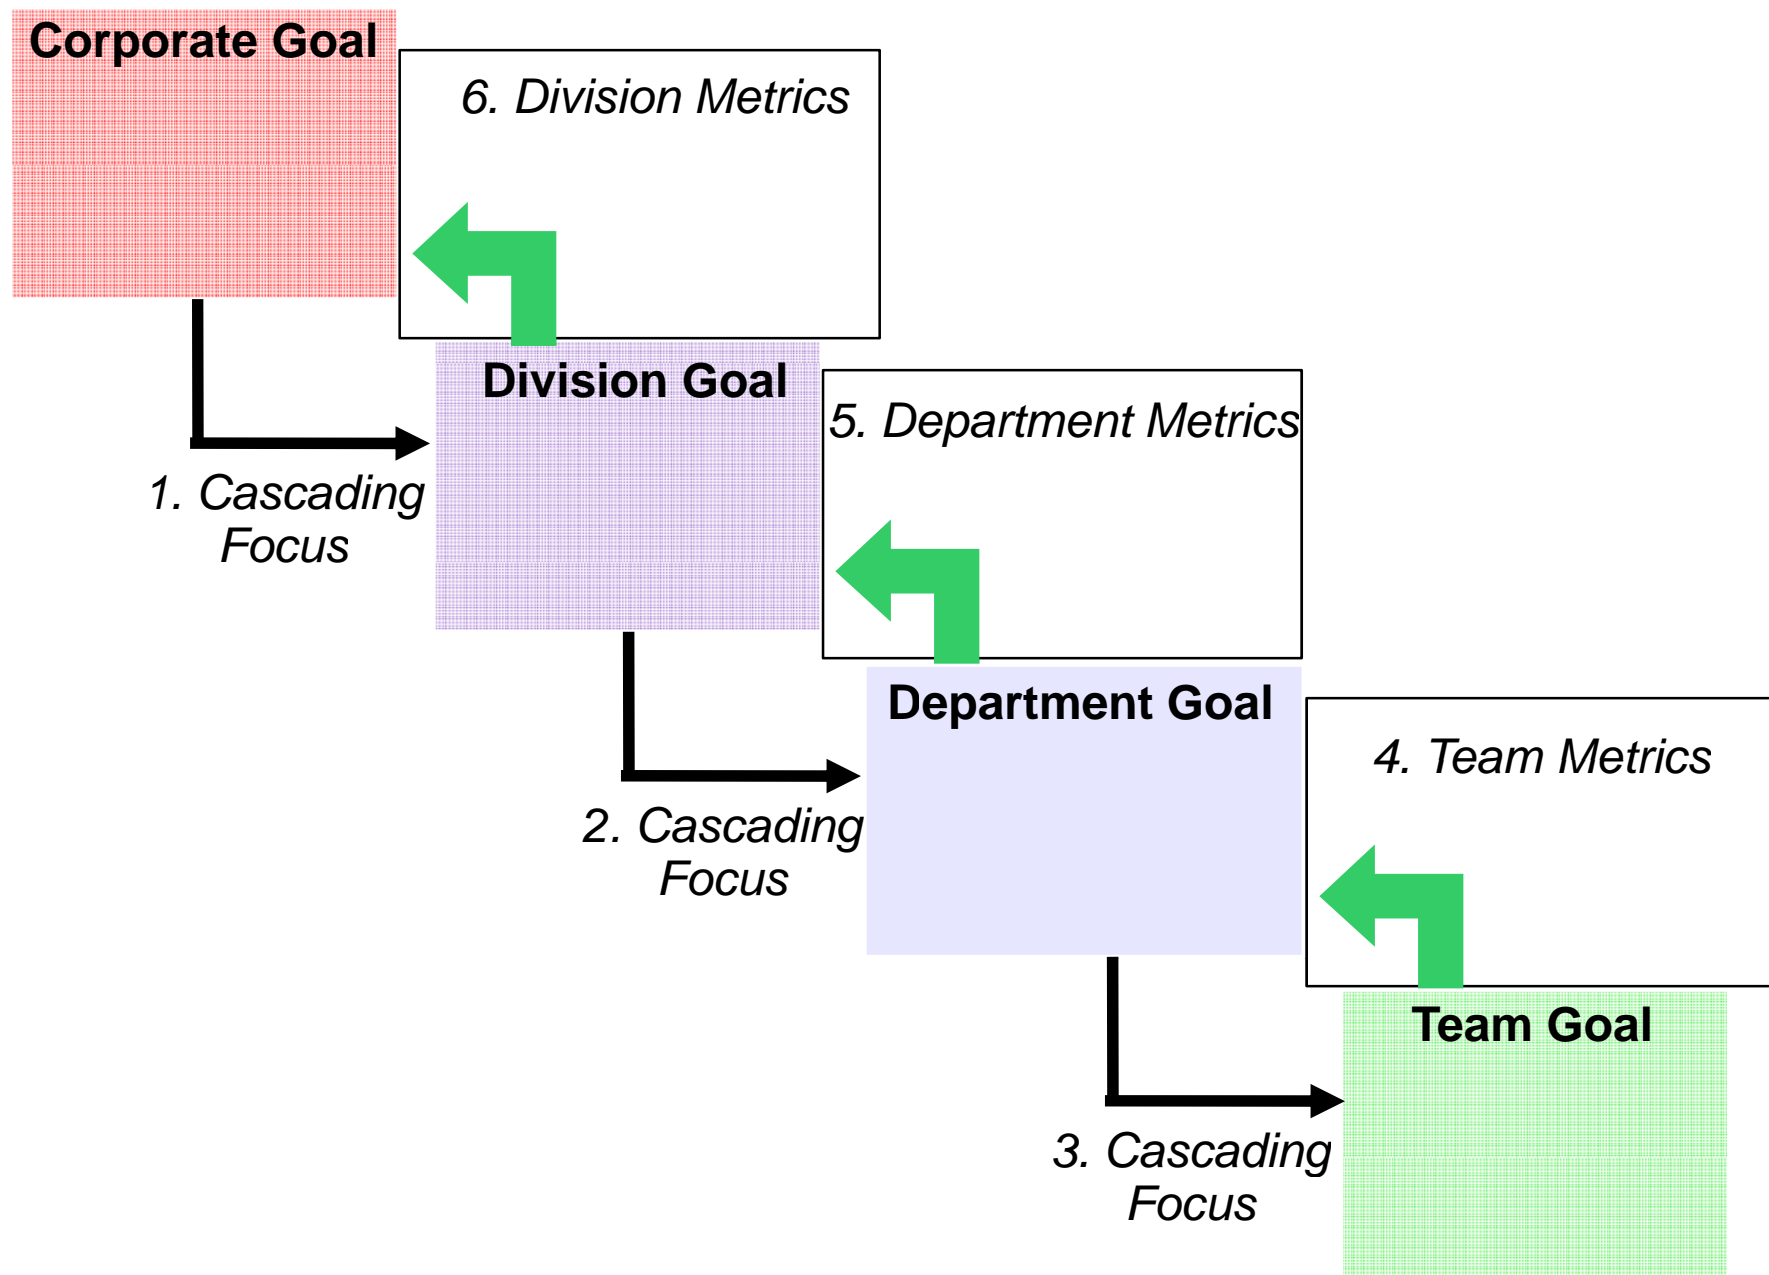 Corporate Goal
6. Division Metrics
Division Goal
5. Department Metrics
1. Cascading
Focus
Department Goal
4. Team Metrics
2. Cascading
Focus
Team Goal
3. Cascading
Focus